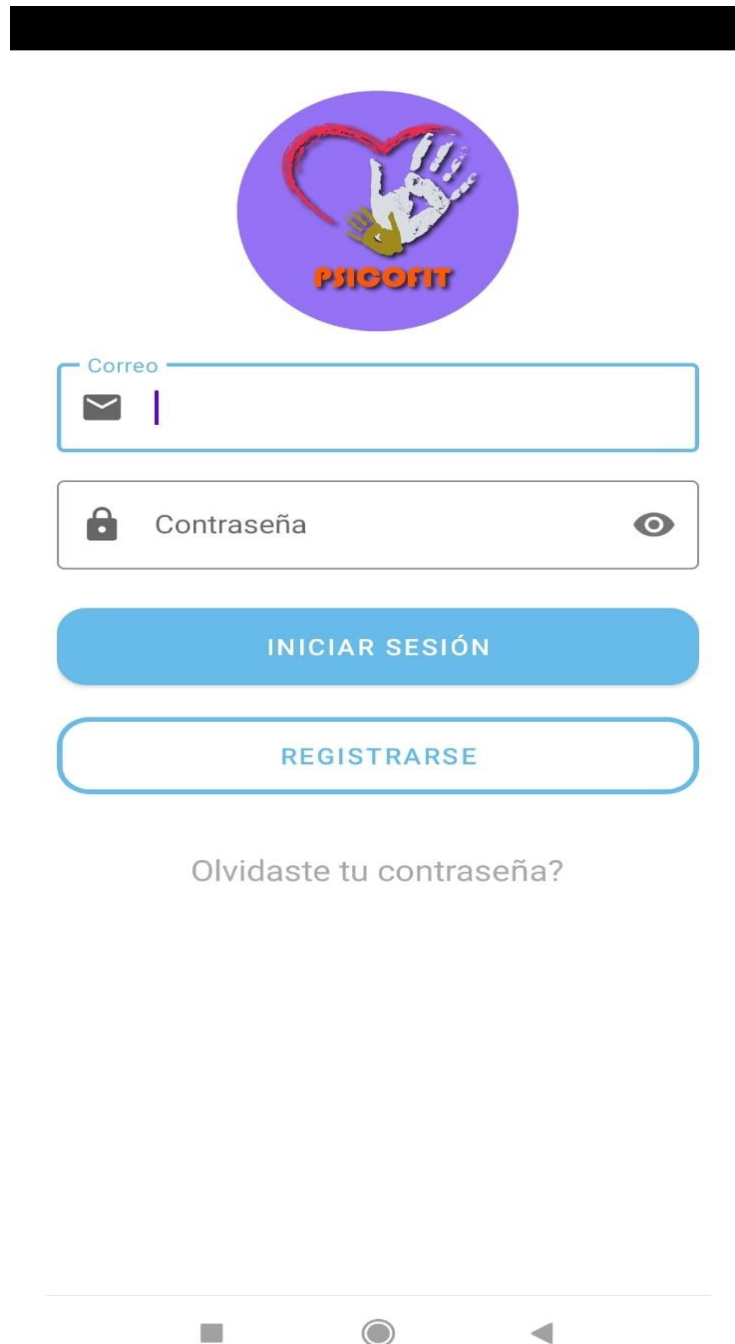 PSICOFIT
Correo
Contraseña
INICIAR SESIÓN
REGISTRARSE
Olvidaste tu contraseña?